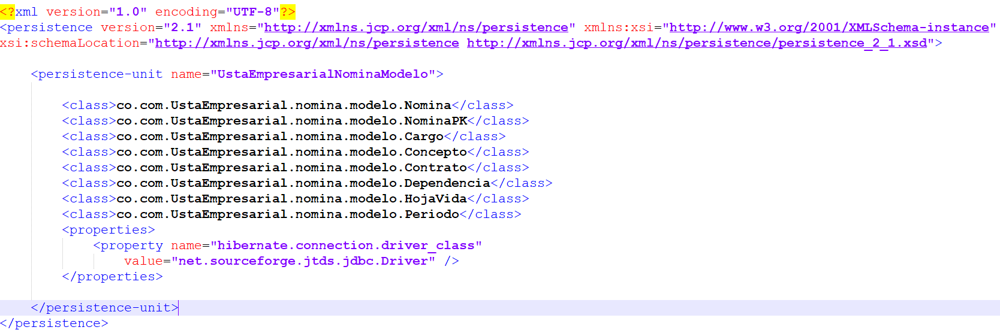 <?xml version="1.0" encoding="UTF-8"?>
<persistence version="2.1" xmlns="http://xmlns.jcp.org/xml/ns/persistence" xmlns:xsi="http://www.w3.org/2001/XMLSchema-instance"
xsi:schemaLocation="http://xmlns.jcp.org/xml/ns/persistence http://xmlns.jcp.org/xml/ns/persistence/persistence_2_1.xsd">
<persistence-unit name="UstaEmpresarialNominaModelo">
<class>co.com.UstaEmpresarial.nomina.modelo.Nomina</class>
<class>co.com.UstaEmpresarial.nomina.modelo.NominaPK</class>
<class>co.com.UstaEmpresarial.nomina.modelo.Cargo</class>
<class>co.com.UstaEmpresarial.nomina.modelo.Concepto</class>
<class>co.com.UstaEmpresarial.nomina.modelo.Contrato</class>
<class>co.com.UstaEmpresarial.nomina.modelo.Dependencia</class>
<class>co.com.UstaEmpresarial.nomina.modelo.HojaVida</class>
<class>co.com.UstaEmpresarial.nomina.modelo.Periodo</class>
<properties>
<property name="hibernate.connection.driver_class"
value="net.sourceforge.jtds.jdbc.Driver" />
</properties>
</persistence-unit>
</persistence>